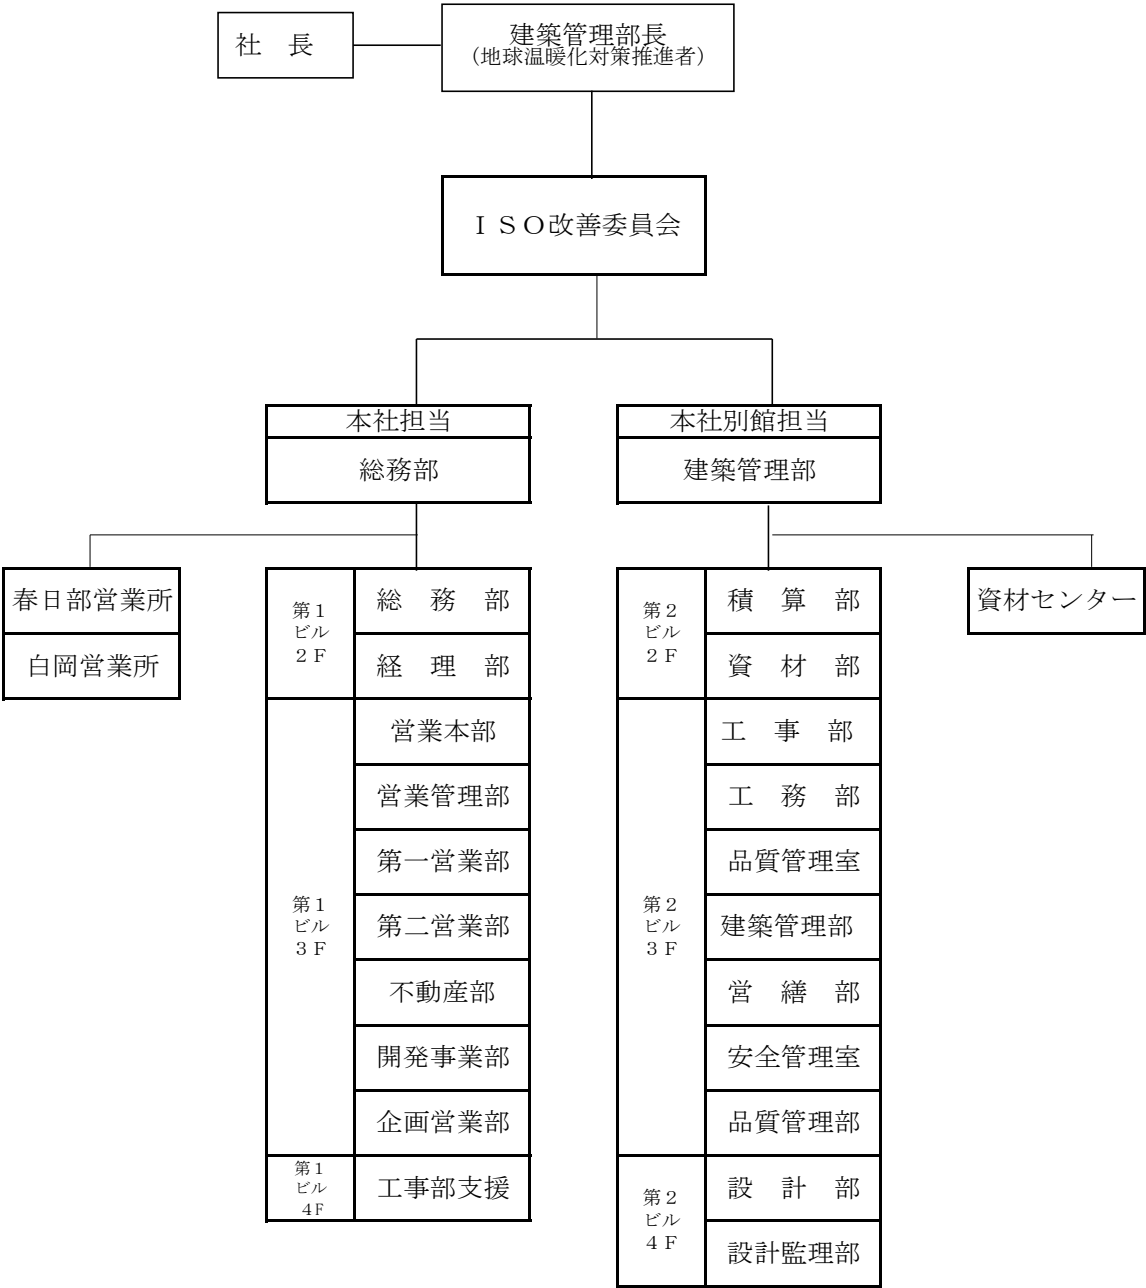 社　長
建築管理部長
（地球温暖化対策推進者）
ＩＳＯ改善委員会
本社担当
総務部
本社別館担当
建築管理部
春日部営業所
白岡営業所
第１
ビル
２Ｆ
総　務　部
経　理　部
第１
ビル
３Ｆ
営業本部
営業管理部
第一営業部
第二営業部
不動産部
開発事業部
企画営業部
第１
ビル
４F
工事部支援
第２
ビル
２Ｆ
積　算　部
資　材　部
第２
ビル
３Ｆ
工　事　部
工　務　部
品質管理室
建築管理部
営　繕　部
安全管理室
品質管理部
第２
ビル
４Ｆ
設　計　部
設計監理部
資材センター